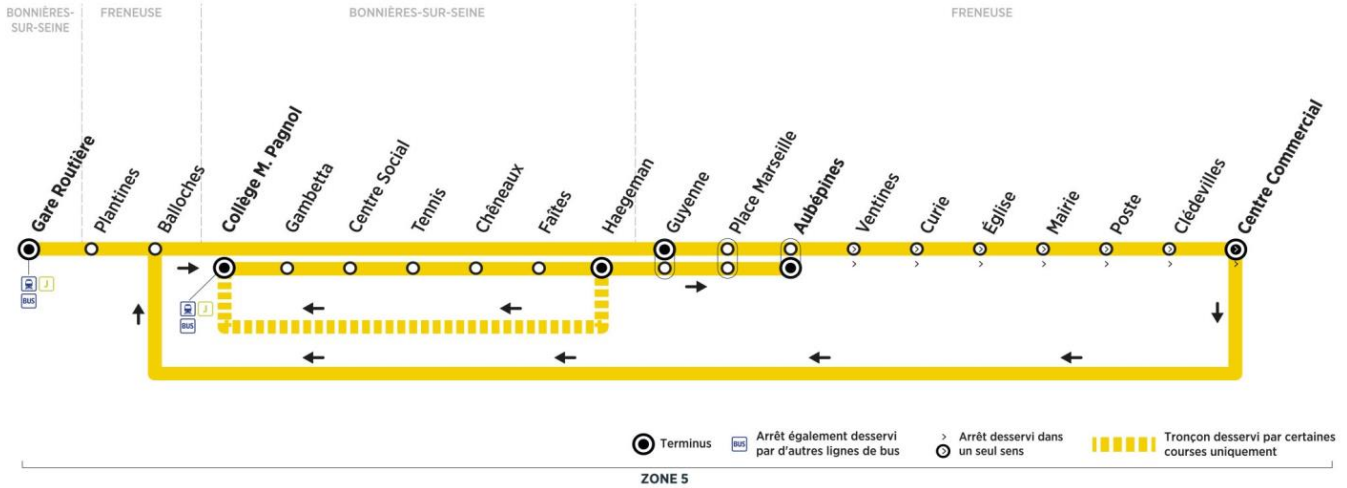 BONNIÈRES-
SUR-SEINE
FRENEUSE
BONNIÈRES-SUR-SEINE
FRENEUSE
Gare Routière
Plantines
Balloches
Collège M. Pagnol
Gambetta
Centre Social
Tennis
Chêneaux
Faîtes
Haegeman
Guyenne
Place Marseille
Aubépines
Ventines
Curie
Église
Mairie
Poste
Clédevilles
Centre Commercial
J
BUS
J
BUS
Terminus
BUS
Arrêt également desservi
par d'autres lignes de bus
Arrêt desservi dans
un seul sens
Tronçon desservi par certaines
courses uniquement
ZONE 5